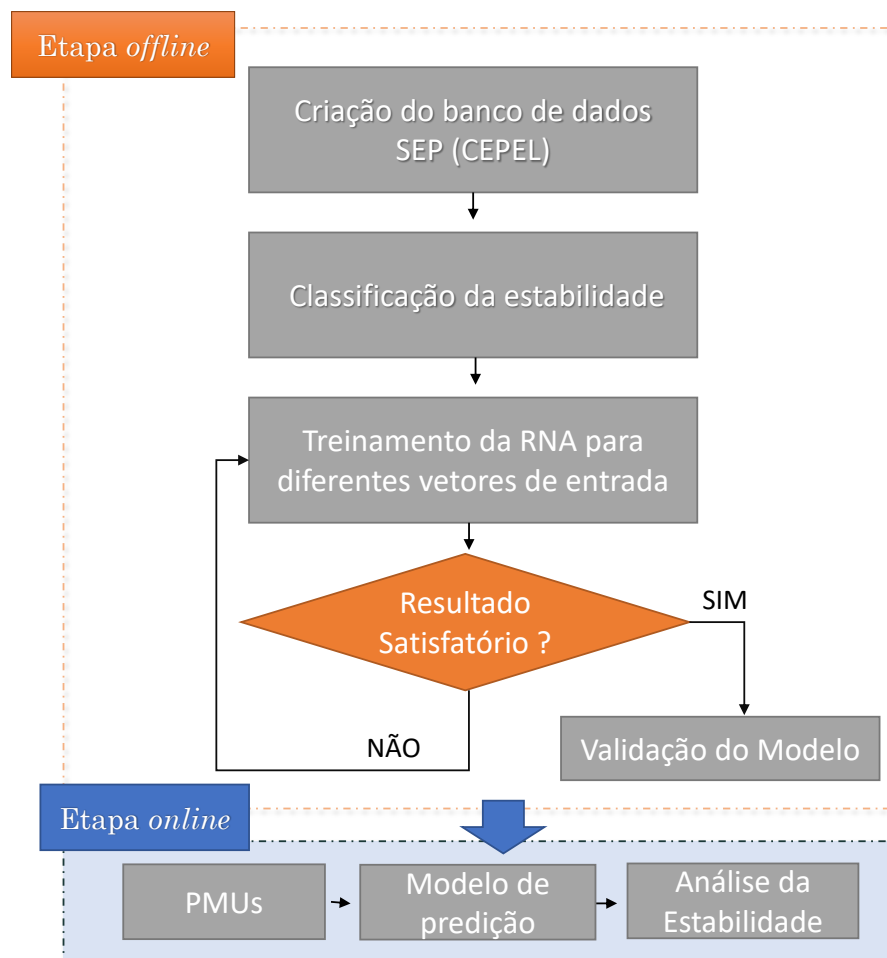 Etapa offline
Criação do banco de dados
SEP (CEPEL)
Classificação da estabilidade
Treinamento da RNA para
diferentes vetores de entrada
Resultado
Satisfatório ?
SIM
NÃO
Validação do Modelo
Etapa online
PMUs
Modelo de
predição
Análise da
Estabilidade